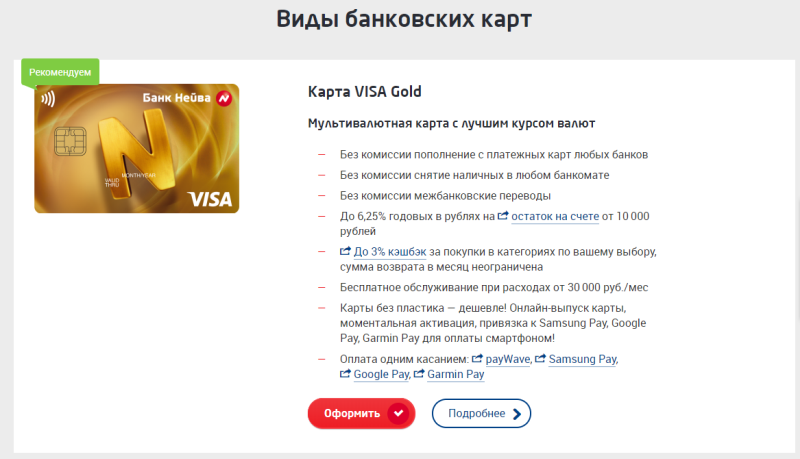 Виды банковских карт
Рекомендуем
Банк Нейва
N
MONTH/YEAR
VALID
THRU
VISA
Карта VISA Gold
Мультивалютная карта с лучшим курсом валют
— Без комиссии пополнение с платежных карт любых банков
— Без комиссии снятие наличных в любом банкомате
— Без комиссии межбанковские переводы
— До 6,25% годовых в рублях на остаток на счете от 10 000
рублей
— До 3% кэшбэк за покупки в категориях по вашему выбору,
сумма возврата в месяц неограничена
— Бесплатное обслуживание при расходах от 30 000 руб./мес
— Карты без пластика — дешевле! Онлайн-выпуск карты,
моментальная активация, привязка к Samsung Pay, Google
Pay, Garmin Pay для оплаты смартфоном!
— Оплата одним касанием: payWave, Samsung Pay,
Google Pay, Garmin Pay
Оформить
Подробнее